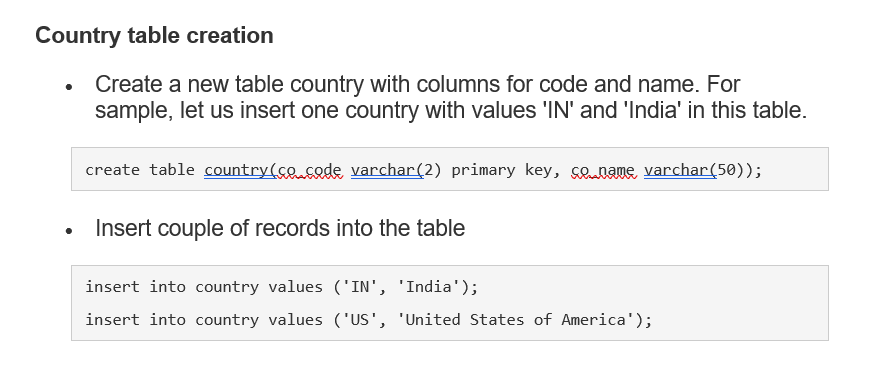 Country table creation
• Create a new table country with columns for code and name. For
sample, let us insert one country with values 'IN' and 'India' in this table.
create table country(co_code varchar(2) primary key, co_name varchar(50));
• Insert couple of records into the table
insert into country values ('IN', 'India');
insert into country values ('US', 'United States of America');